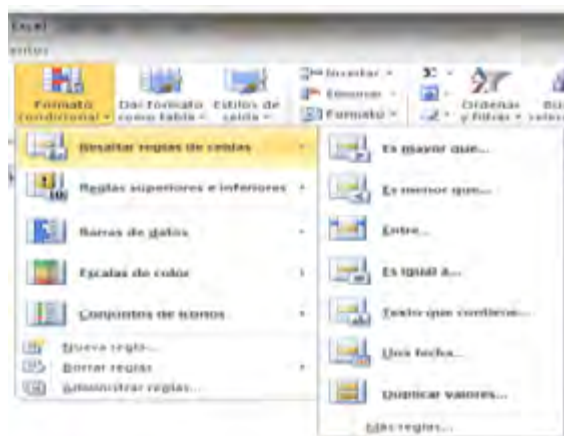 Excel
Formato condicional
Dar formato como tabla
Estilos de celda
Insertar
Eliminar
Formato
Ordenar y filtrar
Resaltar reglas de celdas
Reglas superiores e inferiores
Barras de datos
Escalas de color
Conjuntos de iconos
Nueva regla...
Borrar reglas
Administrar reglas...
Es mayor que...
Es menor que...
Entre...
Es igual a...
Texto que contiene...
Una fecha...
Duplicar valores...
Más reglas...